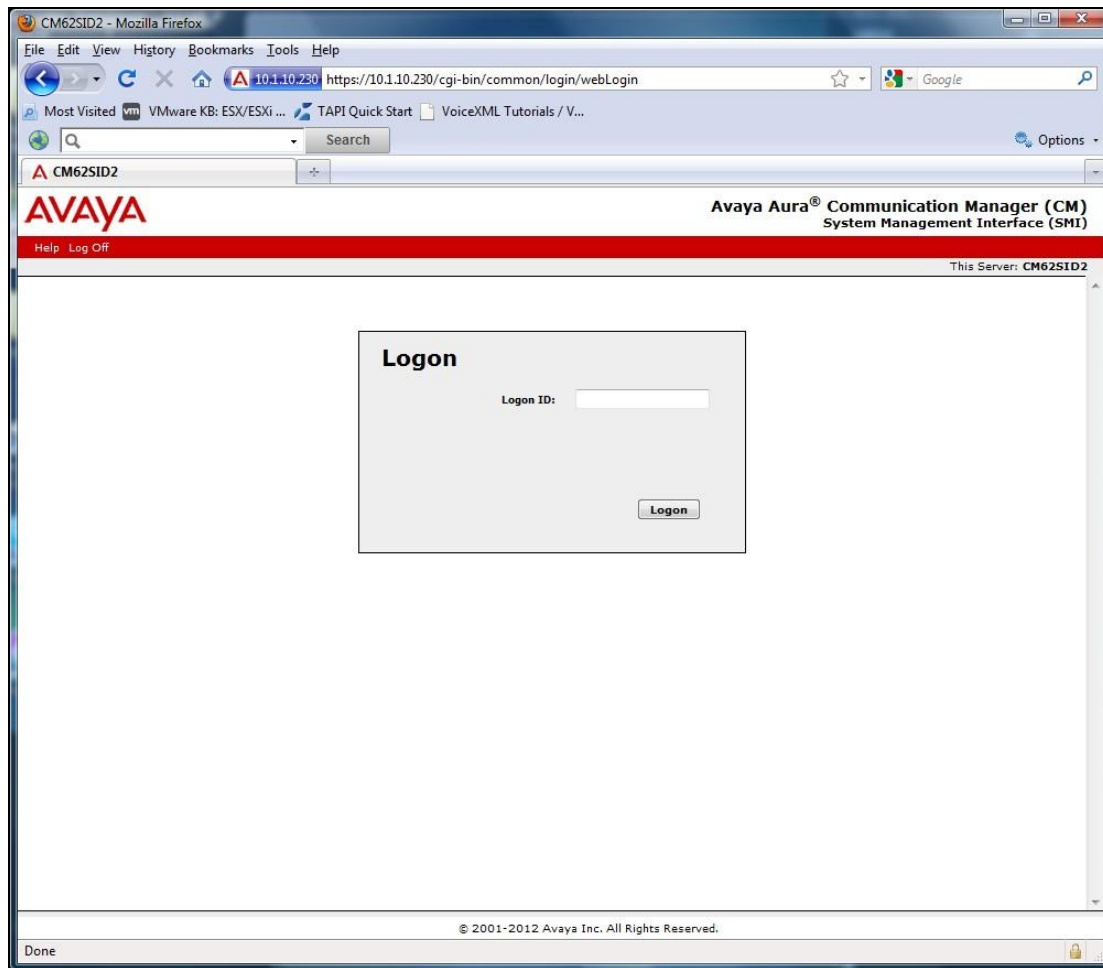 CM62SID2 - Mozilla Firefox
File Edit View History Bookmarks Tools Help
10.1.10.230 https://10.1.10.230/cgi-bin/common/login/webLogin Google
Most Visited vm VMware KB: ESX/ESXi ... TAPI Quick Start VoiceXML Tutorials / V...
Search Options
CM62SID2
AVAYA
Avaya Aura® Communication Manager (CM)
System Management Interface (SMI)
Help Log Off
This Server: CM62SID2
Logon
Logon ID:
Logon
© 2001-2012 Avaya Inc. All Rights Reserved.
Done